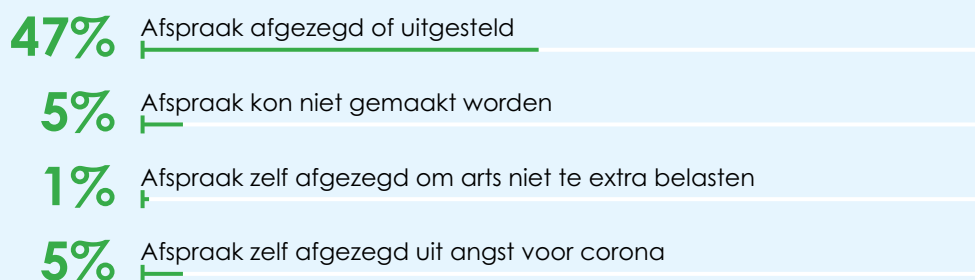 47% Afspraak afgezegd of uitgesteld
5% Afspraak kon niet gemaakt worden
1% Afspraak zelf afgezegd om arts niet te extra belasten
5% Afspraak zelf afgezegd uit angst voor corona